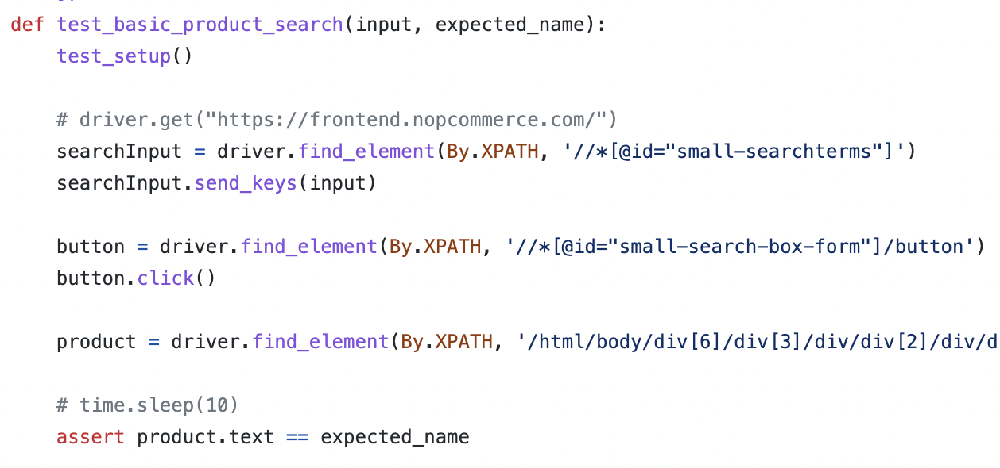 def test_basic_product_search(input, expected_name):
    test_setup()

    # driver.get("https://frontend.nopcommerce.com/")
    searchInput = driver.find_element(By.XPATH, '//*[@id="small-searchterms"]')
    searchInput.send_keys(input)

    button = driver.find_element(By.XPATH, '//*[@id="small-search-box-form"]/button')
    button.click()

    product = driver.find_element(By.XPATH, '/html/body/div[6]/div[3]/div/div[2]/div/d

    # time.sleep(10)
    assert product.text == expected_name